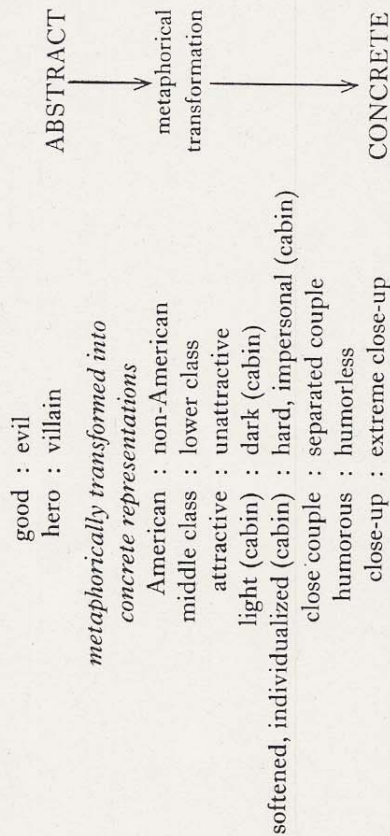 good : evil
hero : villain
metaphorically transformed into
concrete representations
American : non-American
middle class : lower class
attractive : unattractive
light (cabin) : dark (cabin)
softened, individualized (cabin) : hard, impersonal (cabin)
close couple : separated couple
humorous : humorless
close-up : extreme close-up
ABSTRACT
metaphorical
transformation
CONCRETE